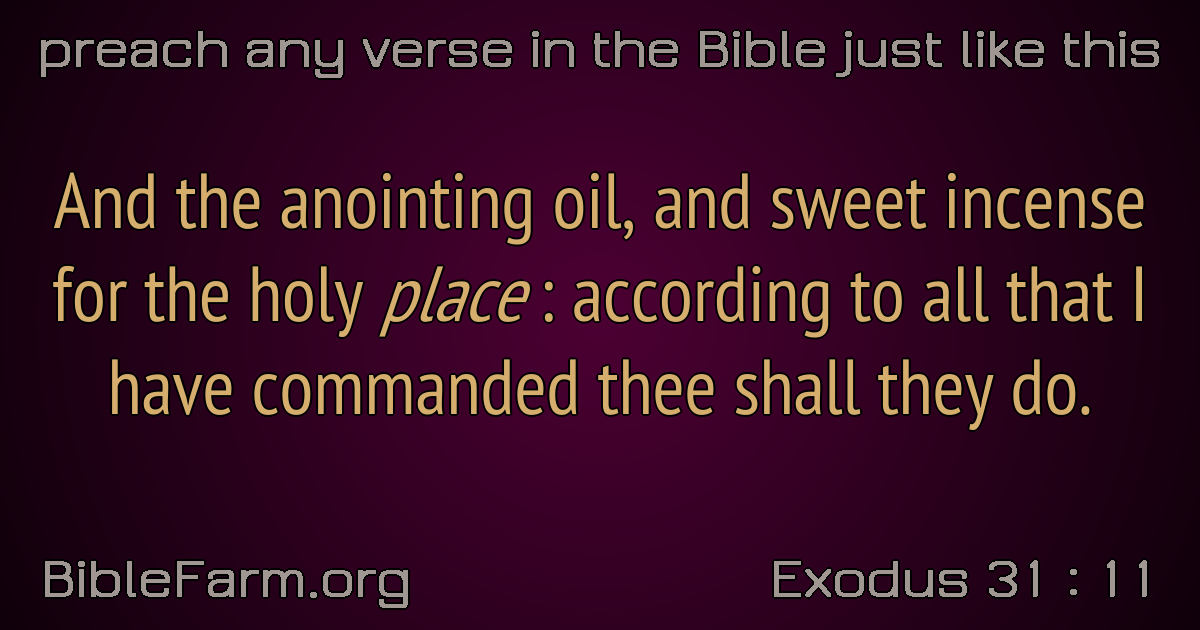 preach any verse in the Bible just like this
And the anointing oil, and sweet incense
for the holy place : according to all that I
have commanded thee shall they do.
BibleFarm.org
Exodus 31 : 11